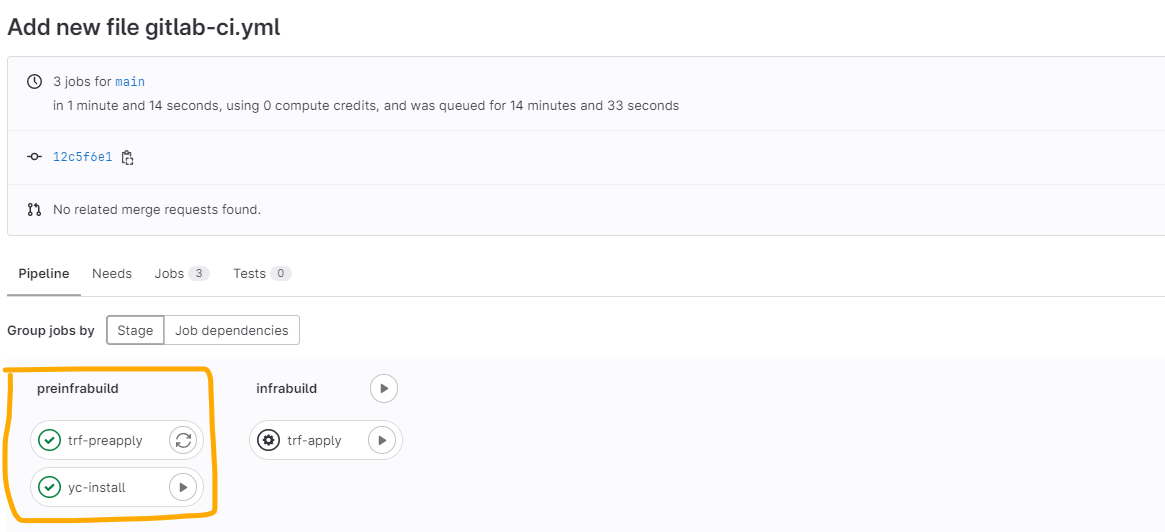 Add new file gitlab-ci.yml
3 jobs for main
in 1 minute and 14 seconds, using 0 compute credits, and was queued for 14 minutes and 33 seconds
12c5f6e1
No related merge requests found.
Pipeline Needs Jobs 3 Tests 0
Group jobs by Stage Job dependencies
preinfrabuild infrabuild
trf-preapply trf-apply
yc-install